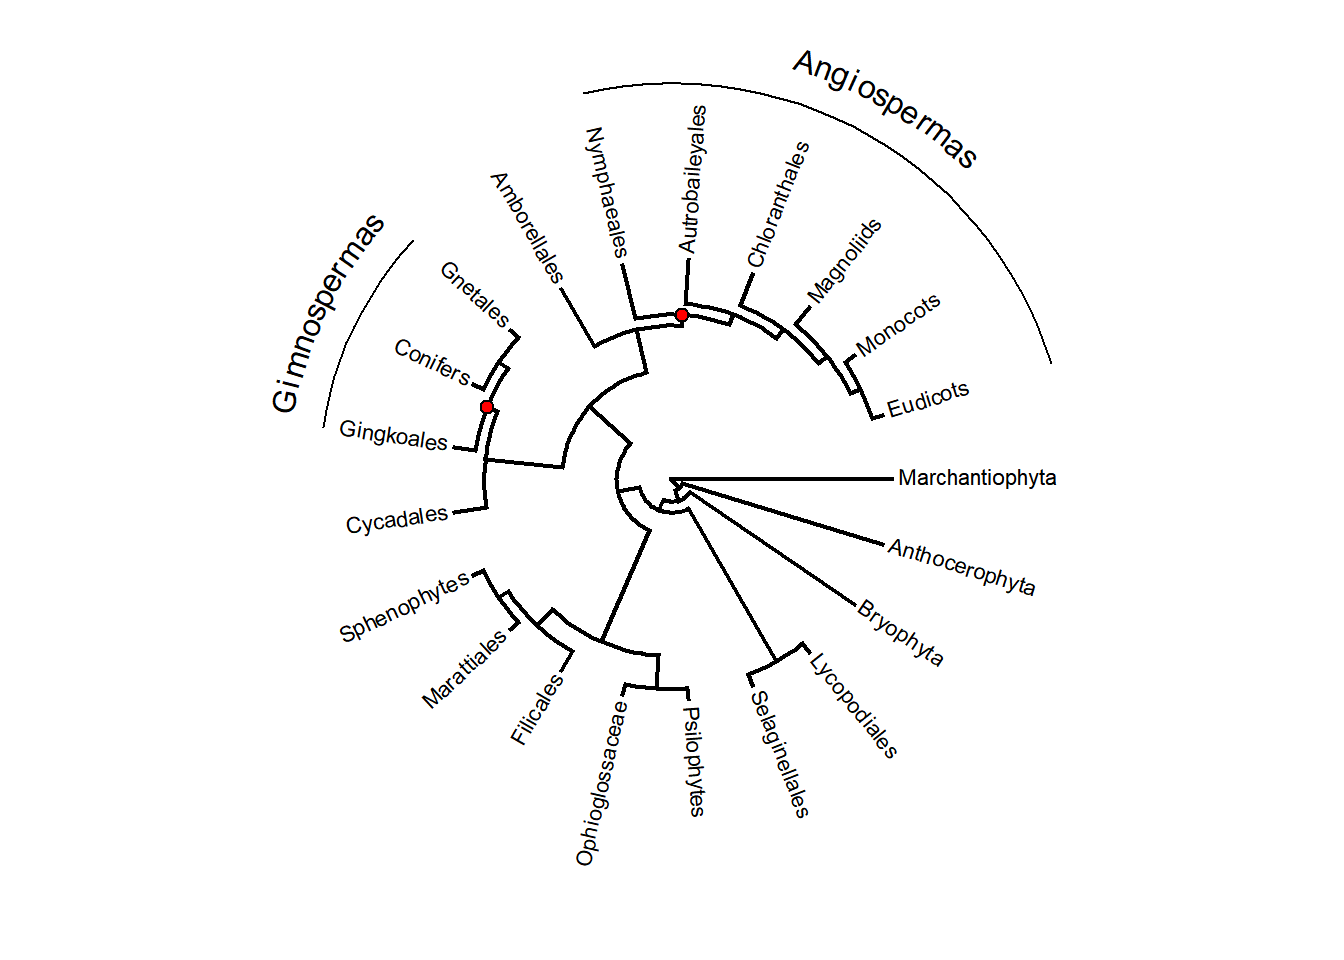 Angiospermas
Gimnospermas
Nymphaeales
Autrobaileyales
Chloranthales
Amborellales
Magnoliids
Gnetales
Monocots
Conifers
Eudicots
Gingkoales
Marchantiophyta
Cycadales
Anthocerophyta
Sphenophytes
Bryophyta
Marattiales
Lycopodiales
Filicales
Selaginellales
Ophioglossaceae
Psilophytes